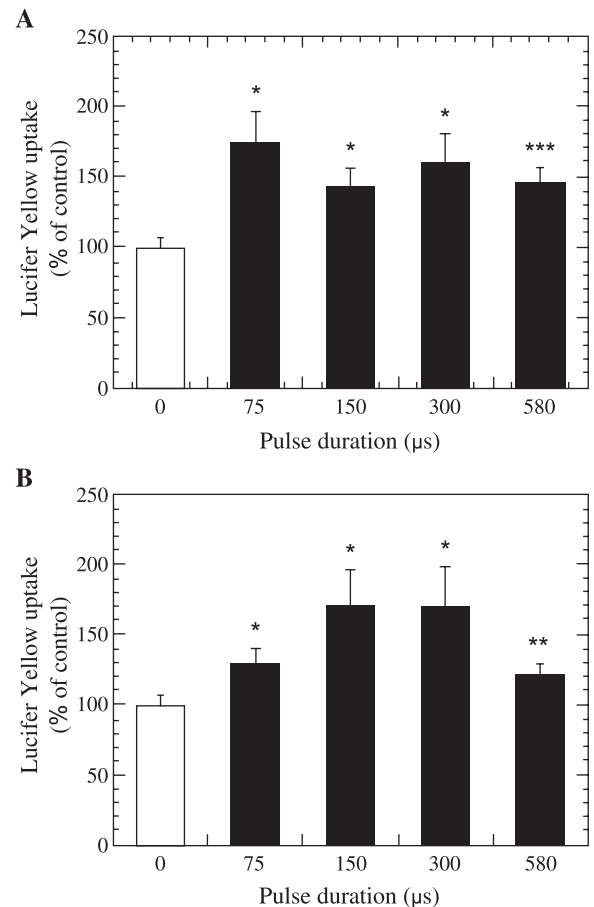 A
250
200
150
100
50
0
Lucifer Yellow uptake
(% of control)
*
*
*
***
0 75 150 300 580
Pulse duration (µs)
B
250
200
150
100
50
0
Lucifer Yellow uptake
(% of control)
*
*
*
**
0 75 150 300 580
Pulse duration (µs)